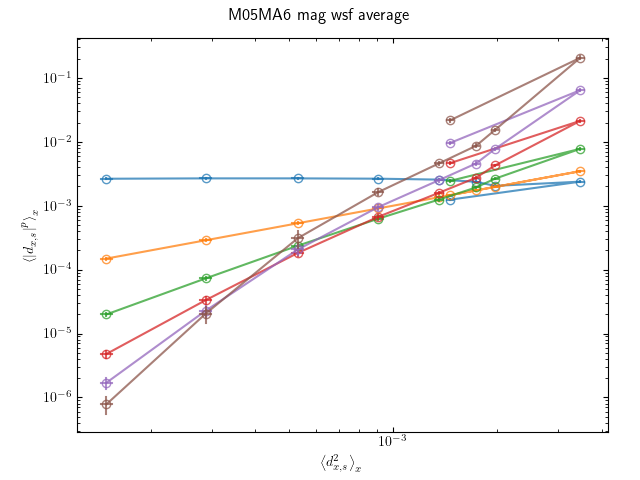 M05MA6 mag wsf average
10⁻¹
10⁻²
10⁻³
10⁻⁴
10⁻⁵
10⁻⁶
⟨|d_{x,s}|^p⟩_x
10⁻³
⟨d²_{x,s}⟩_x